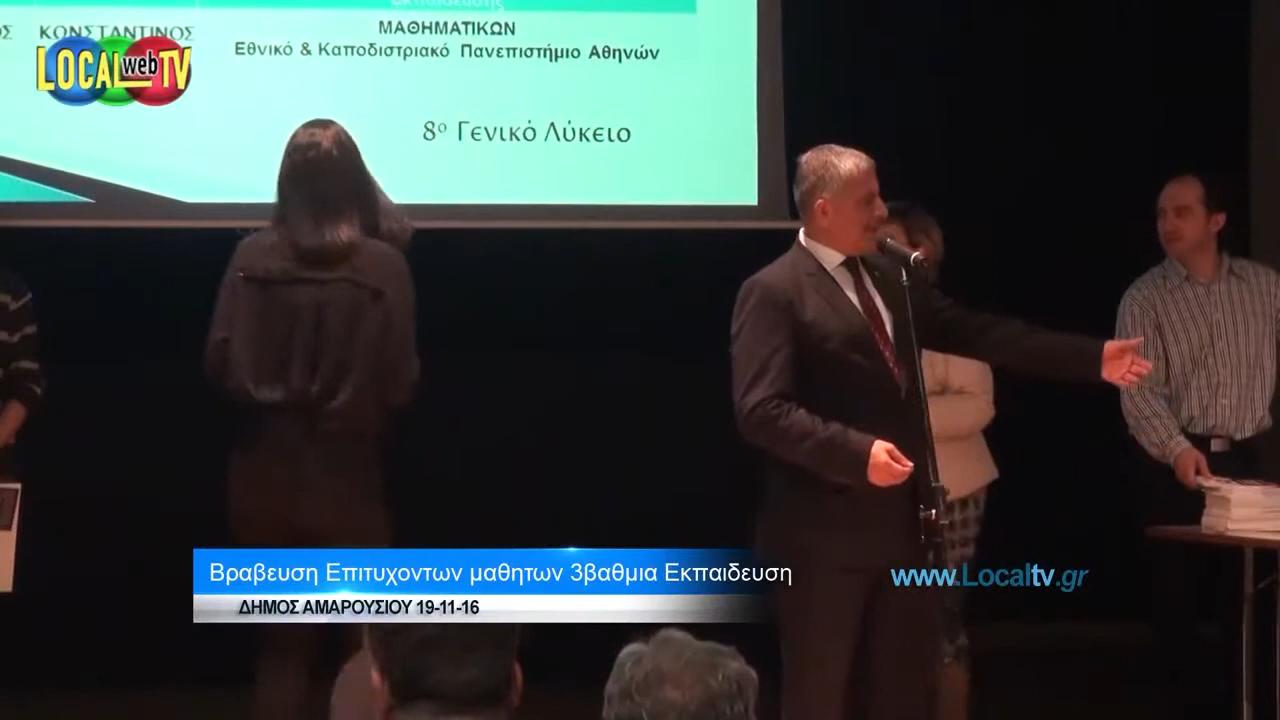 Εκπαίδευσης
ΚΩΝΣΤΑΝΤΙΝΟΣ
ΜΑΘΗΜΑΤΙΚΩΝ
Εθνικό & Καποδιστριακό Πανεπιστήμιο Αθηνών
LOCAL web TV
8ο Γενικό Λύκειο
Βραβευση Επιτυχοντων μαθητων 3βαθμια Εκπαιδευση
www.Localtv.gr
ΔΗΜΟΣ ΑΜΑΡΟΥΣΙΟΥ 19-11-16